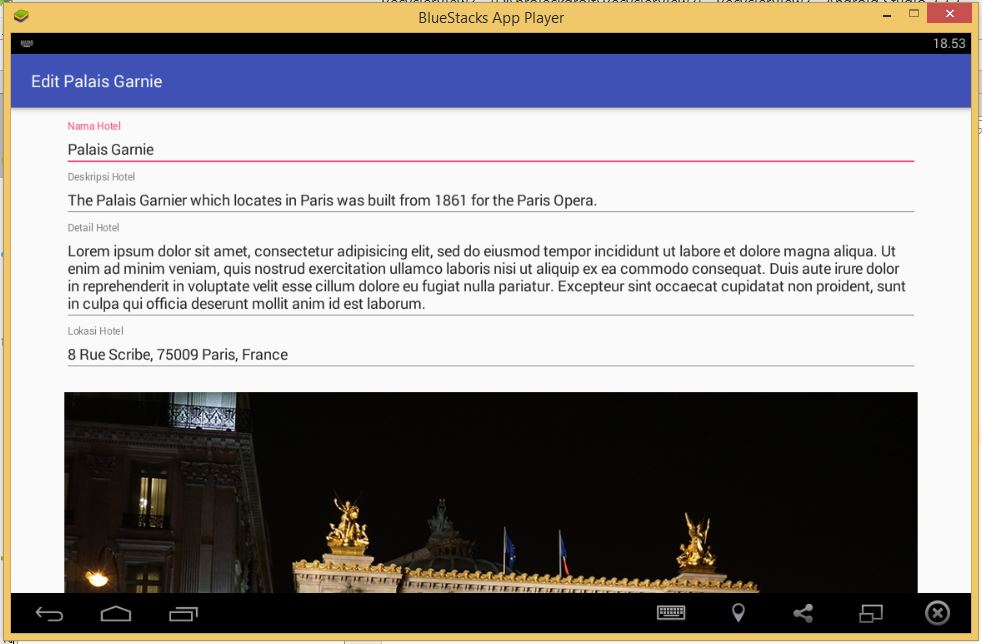 BlueStacks App Player
18.53
Edit Palais Garnie
Nama Hotel
Palais Garnie
Deskripsi Hotel
The Palais Garnier which locates in Paris was built from 1861 for the Paris Opera.
Detail Hotel
Lorem ipsum dolor sit amet, consectetur adipisicing elit, sed do eiusmod tempor incididunt ut labore et dolore magna aliqua. Ut
enim ad minim veniam, quis nostrud exercitation ullamco laboris nisi ut aliquip ex ea commodo consequat. Duis aute irure dolor
in reprehenderit in voluptate velit esse cillum dolore eu fugiat nulla pariatur. Excepteur sint occaecat cupidatat non proident, sunt
in culpa qui officia deserunt mollit anim id est laborum.
Lokasi Hotel
8 Rue Scribe, 75009 Paris, France